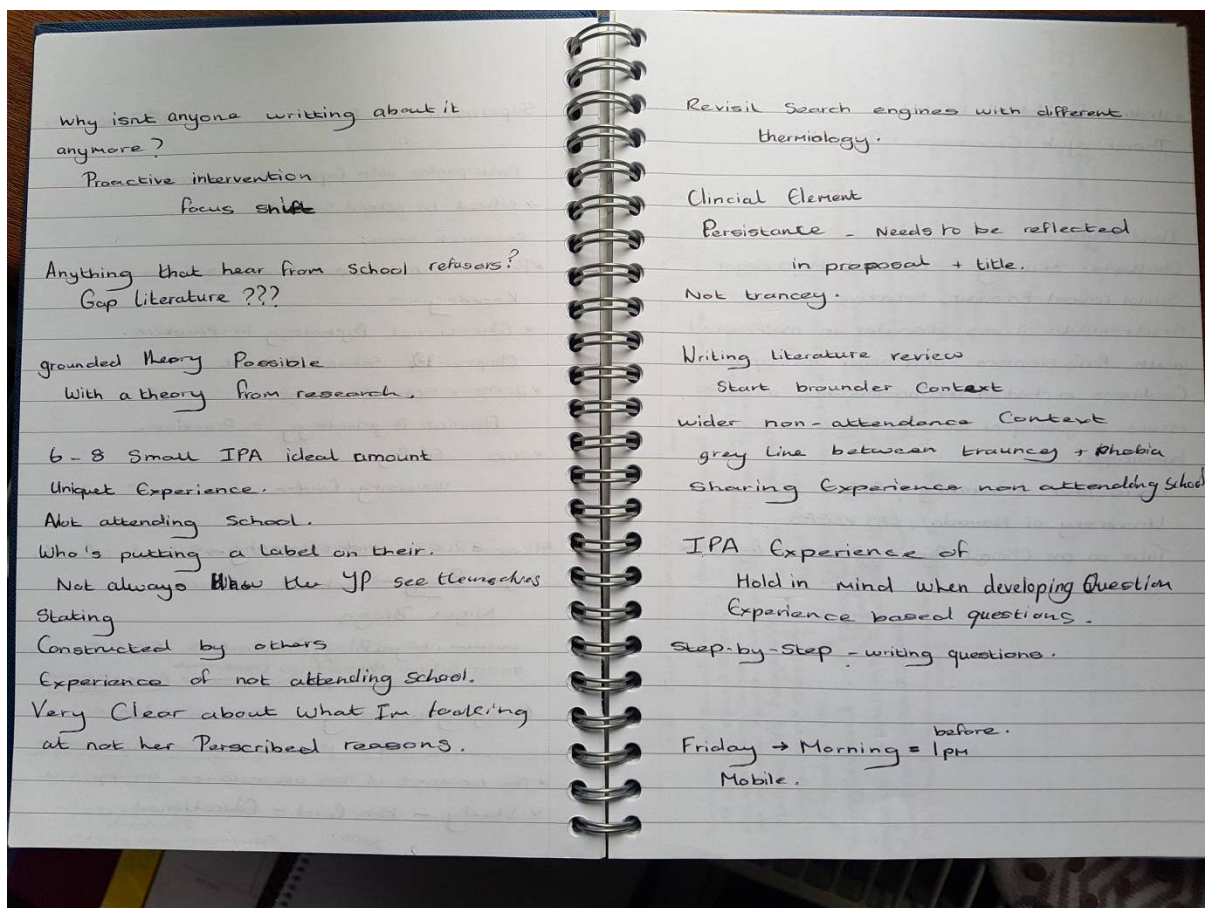 Why isnt anyone writting about it
anymore?
Proactive intervention
focus shift
Anything that hear from school refusers?
Gap literature ???
grounded theory Possible
With a theory from research.
6-8 Small IPA ideal amount
Uniquet Experience.
Not attending School.
Who's putting a Label on their.
Not always how the YP see themselves
Stating
Constructed by others
Experience of not attending School.
Very Clear about what Im looking
at not her Perscribed reasons.
Revisit Search engines with different
thermiology.
Clincial Element
Persistance - Needs to be reflected
in proposal + title.
Not trancey.
Writing literature review
Start brounder Context
wider non-attendance Context
grey line between trauncey + Phobia
Sharing Experience non attending School
IPA Experience of
Hold in mind when developing Question
Experience based questions.
Step-by-Step - writing questions.
before.
Friday → Morning = 1PM
Mobile.